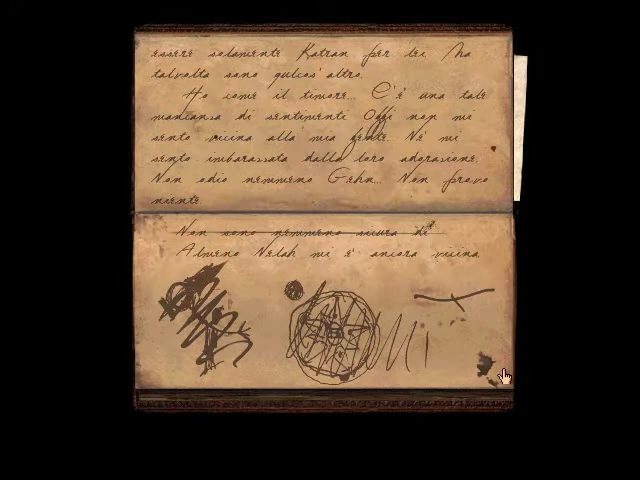 essere solamente Katran per lei. Ma
talvolta sono qulcos'altro.
Ho come il timore... C'è una tale
mancanza di sentimenti. Oggi non mi
sento vicina alla mia gente. Né mi
sento imbarassata dalla loro adorazione.
Non odio nemmeno Gehn... Non provo
niente.
Non sono nemmeno sicura di
Almeno Nelah mi è ancora vicina